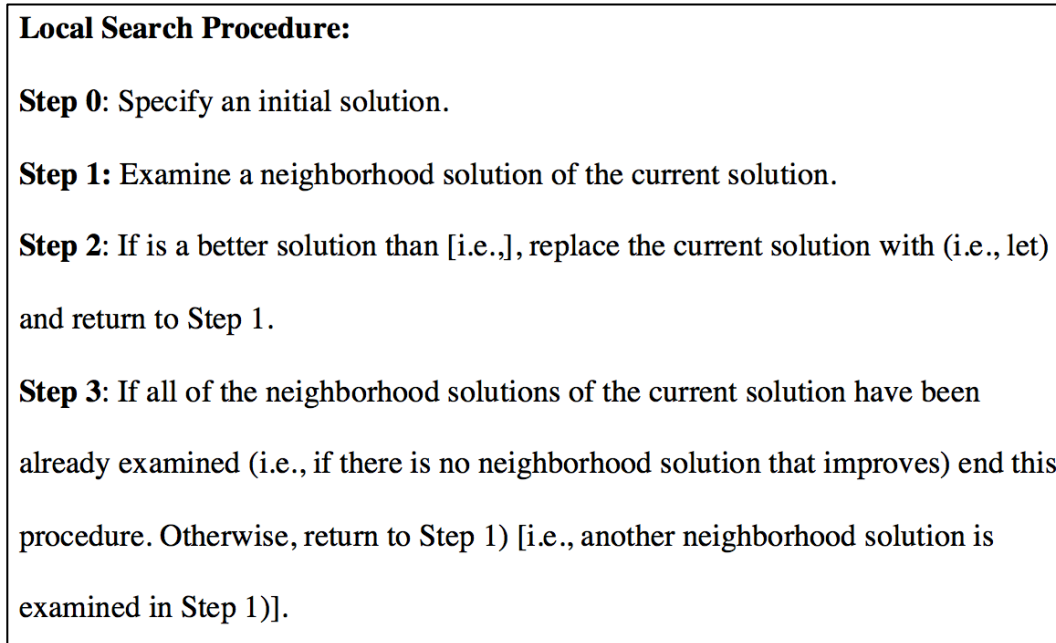 Local Search Procedure:
Step 0: Specify an initial solution.
Step 1: Examine a neighborhood solution of the current solution.
Step 2: If is a better solution than [i.e.,], replace the current solution with (i.e., let)
and return to Step 1.
Step 3: If all of the neighborhood solutions of the current solution have been
already examined (i.e., if there is no neighborhood solution that improves) end this
procedure. Otherwise, return to Step 1) [i.e., another neighborhood solution is
examined in Step 1)].